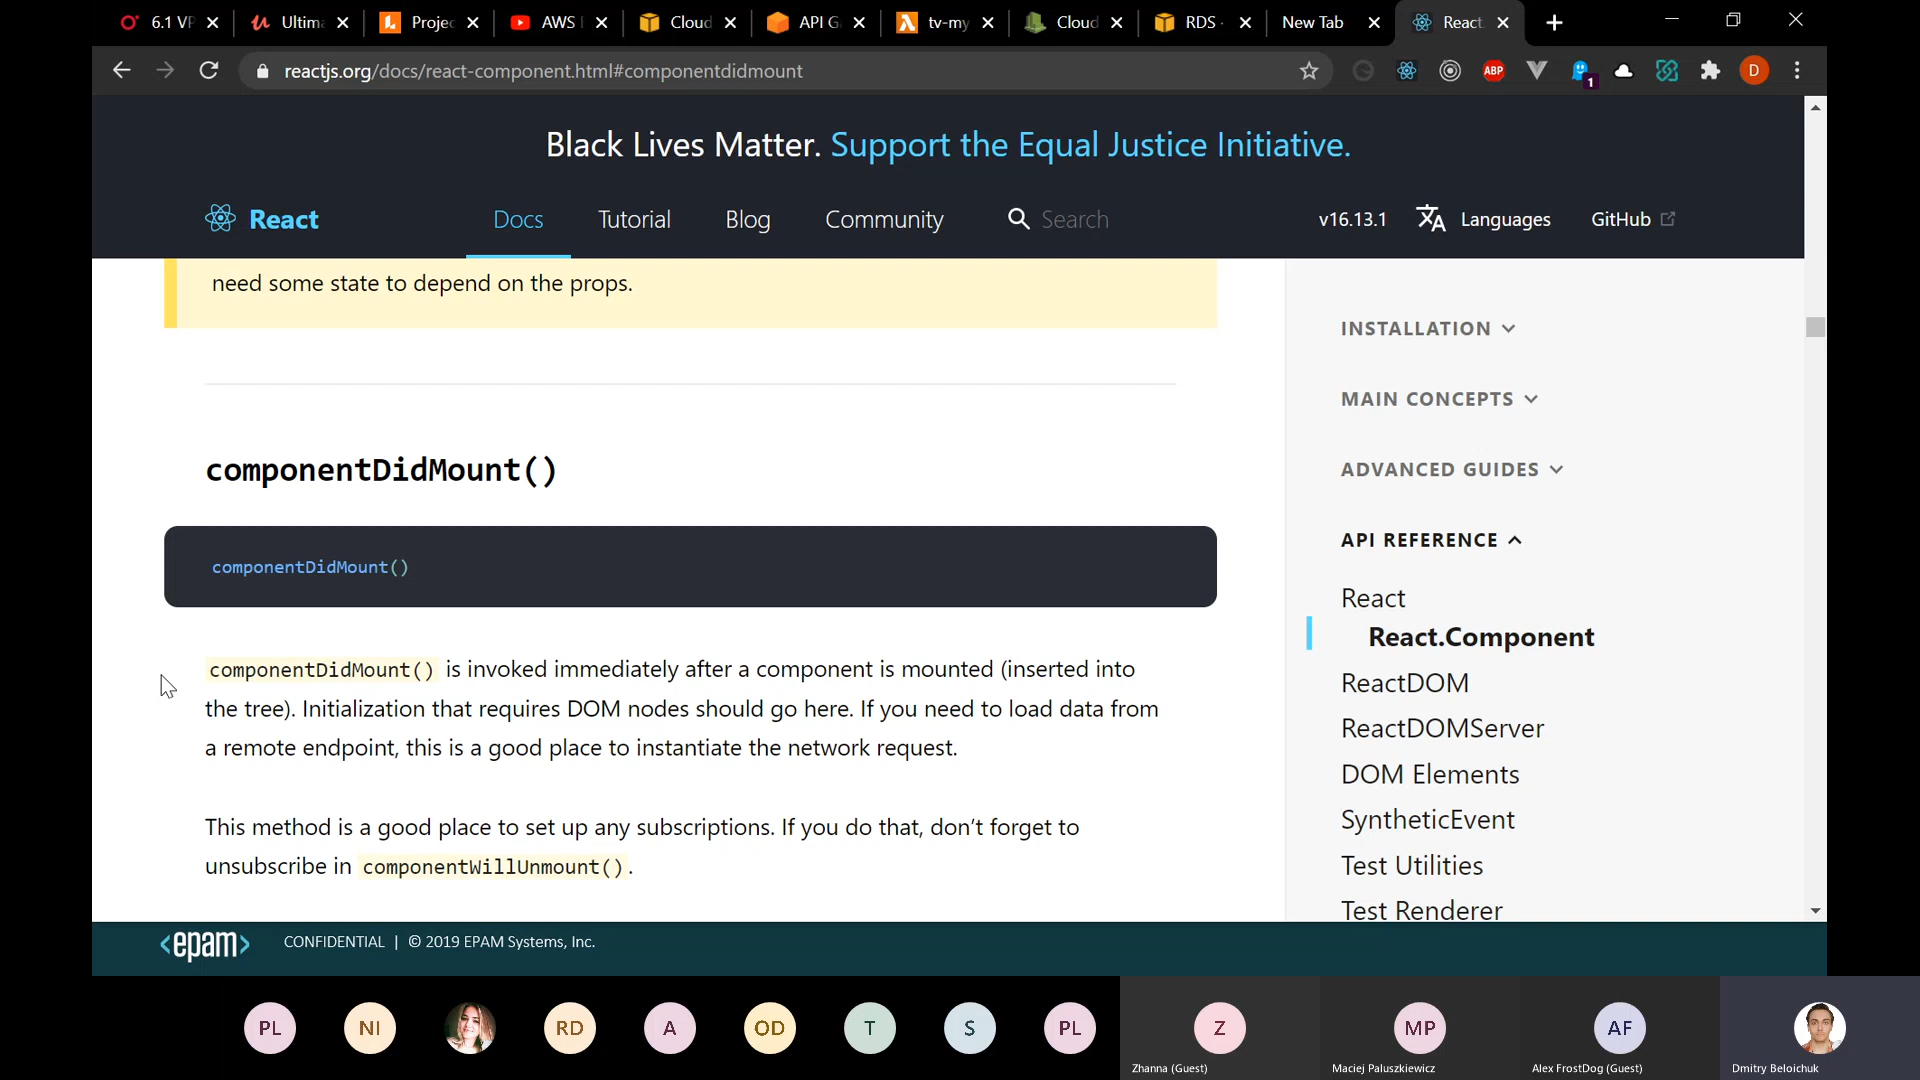 6.1 VP
Ultima
Projec
AWS
Cloud
API G
tv-my
Cloud
RDS ·
New Tab
React
reactjs.org/docs/react-component.html#componentdidmount
ABP
1
D
Black Lives Matter. Support the Equal Justice Initiative.
React
Docs
Tutorial
Blog
Community
Search
v16.13.1
Languages
GitHub
need some state to depend on the props.
componentDidMount()
componentDidMount()
componentDidMount() is invoked immediately after a component is mounted (inserted into
the tree). Initialization that requires DOM nodes should go here. If you need to load data from
a remote endpoint, this is a good place to instantiate the network request.
This method is a good place to set up any subscriptions. If you do that, don’t forget to
unsubscribe in componentWillUnmount().
INSTALLATION
MAIN CONCEPTS
ADVANCED GUIDES
API REFERENCE
React
React.Component
ReactDOM
ReactDOMServer
DOM Elements
SyntheticEvent
Test Utilities
Test Renderer
<epam>
CONFIDENTIAL | © 2019 EPAM Systems, Inc.
PL
NI
RD
A
OD
T
S
PL
Z
MP
AF
Zhanna (Guest)
Maciej Paluszkiewicz
Alex FrostDog (Guest)
Dmitry Beloichuk